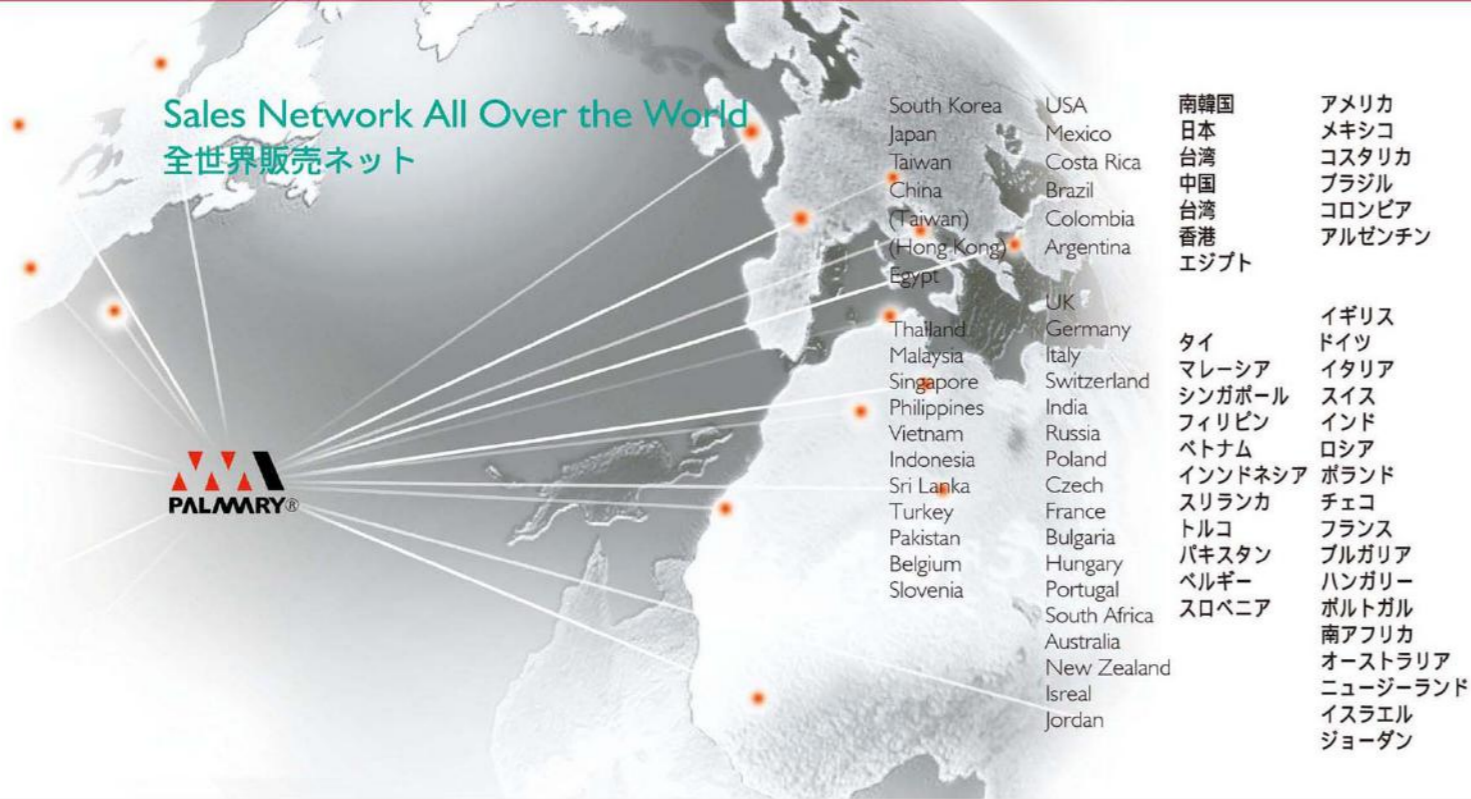 Sales Network All Over the World
全世界販売ネット
PALMARY®
South Korea
Japan
Taiwan
China
(Taiwan)
(Hong Kong)
Egypt
Thailand
Malaysia
Singapore
Philippines
Vietnam
Indonesia
Sri Lanka
Turkey
Pakistan
Belgium
Slovenia
USA
Mexico
Costa Rica
Brazil
Colombia
Argentina
UK
Germany
Italy
Switzerland
India
Russia
Poland
Czech
France
Bulgaria
Hungary
Portugal
South Africa
Australia
New Zealand
Isreal
Jordan
南韓国
日本
台湾
中国
台湾
香港
エジプト
タイ
マレーシア
シンガポール
フィリピン
ベトナム
インンドネシア
スリランカ
トルコ
パキスタン
ベルギー
スロベニア
アメリカ
メキシコ
コスタリカ
ブラジル
コロンビア
アルゼンチン
イギリス
ドイツ
イタリア
スイス
インド
ロシア
ポランド
チェコ
フランス
ブルガリア
ハンガリー
ポルトガル
南アフリカ
オーストラリア
ニュージーランド
イスラエル
ジョーダン